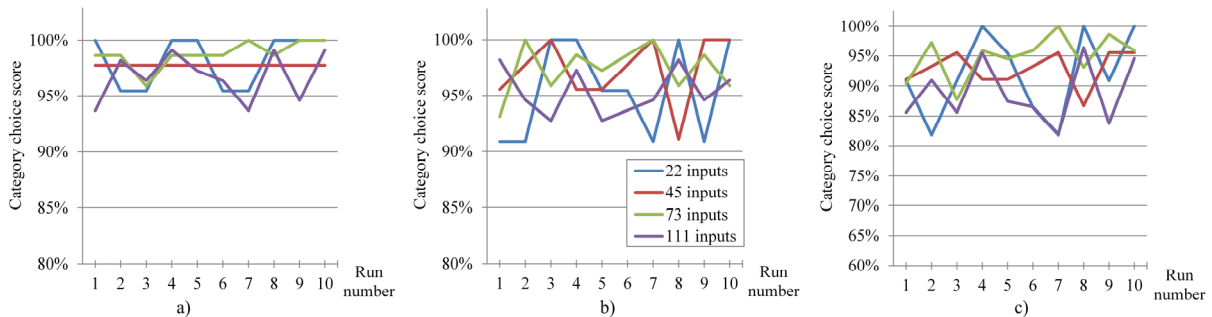 Category choice score
100%
95%
90%
85%
80%
1 2 3 4 5 6 7 8 9 10
Run
number
a)
Category choice score
100%
95%
90%
85%
80%
22 inputs
45 inputs
73 inputs
111 inputs
1 2 3 4 5 6 7 8 9 10
Run
number
b)
Category choice score
100%
95%
90%
85%
80%
75%
70%
65%
60%
1 2 3 4 5 6 7 8 9 10
Run
number
c)